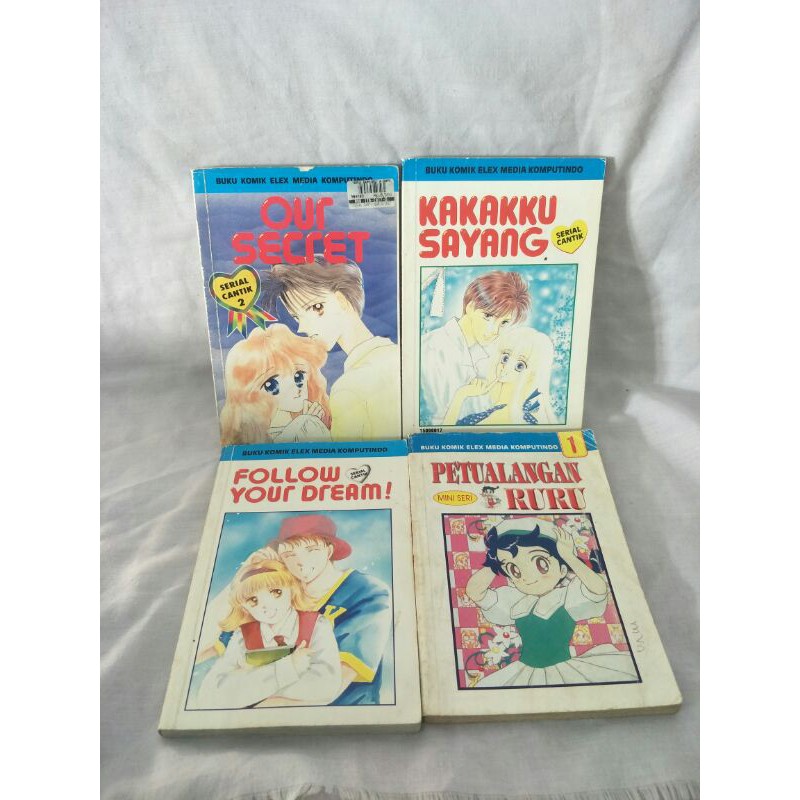 BUKU KOMIK ELEX MEDIA KOMPUTINDO
Our
SECRET
SERIAL
CANTIK
2
BUKU KOMIK ELEX MEDIA KOMPUTINDO
KAKAKKU
SAYANG
SERIAL
CANTIK
BUKU KOMIK ELEX MEDIA KOMPUTINDO
FOLLOW
YOUR DREAM!
SERIAL
CANTIK
BUKU KOMIK ELEX MEDIA KOMPUTINDO
1
PETUALANGAN
MINI SERI
RURU